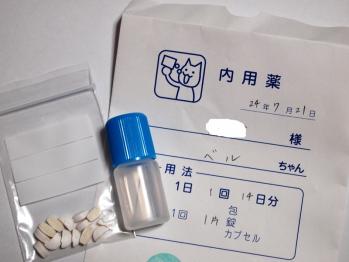 内用薬
24年7月21日
様
ベル ちゃん
用法
1日 1回 14日分
包
1回 1片 錠
カプセル